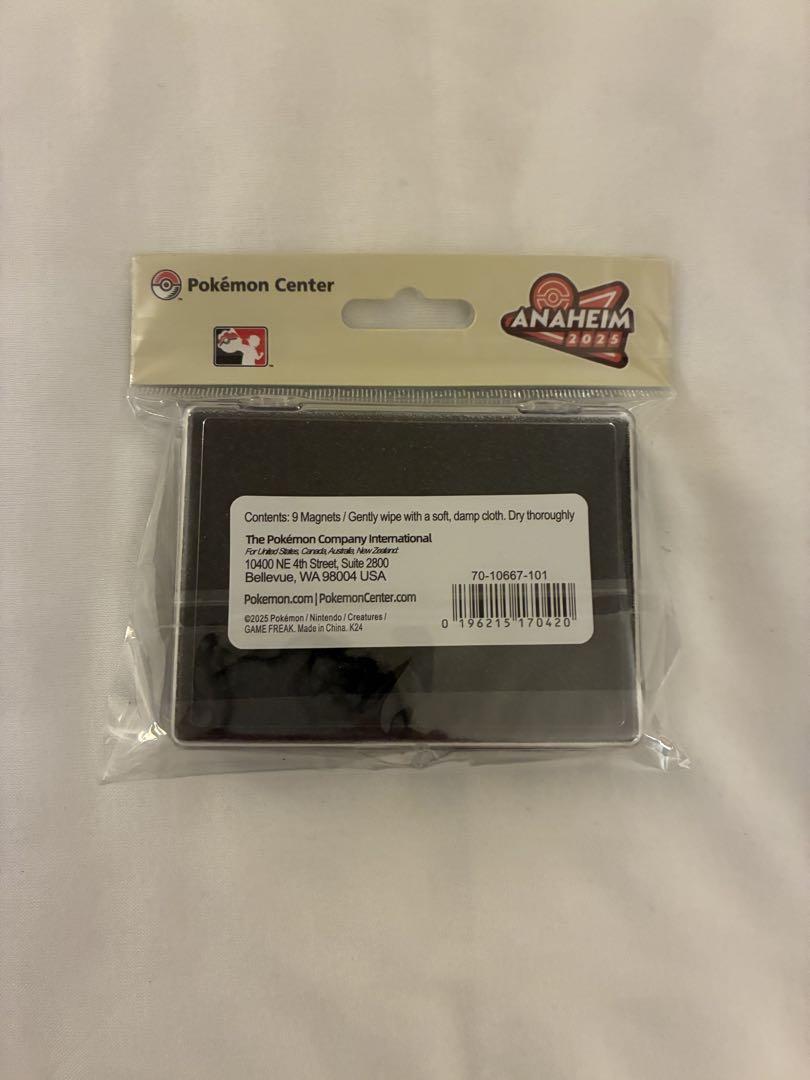 Pokémon Center
ANAHEIM
2025
Contents: 9 Magnets / Gently wipe with a soft, damp cloth. Dry thoroughly
The Pokémon Company International
For United States, Canada, Australia, New Zealand:
10400 NE 4th Street, Suite 2800
Bellevue, WA 98004 USA
Pokemon.com | PokemonCenter.com
©2025 Pokémon / Nintendo / Creatures /
GAME FREAK. Made in China. K24
70-10667-101
0 196215 170420